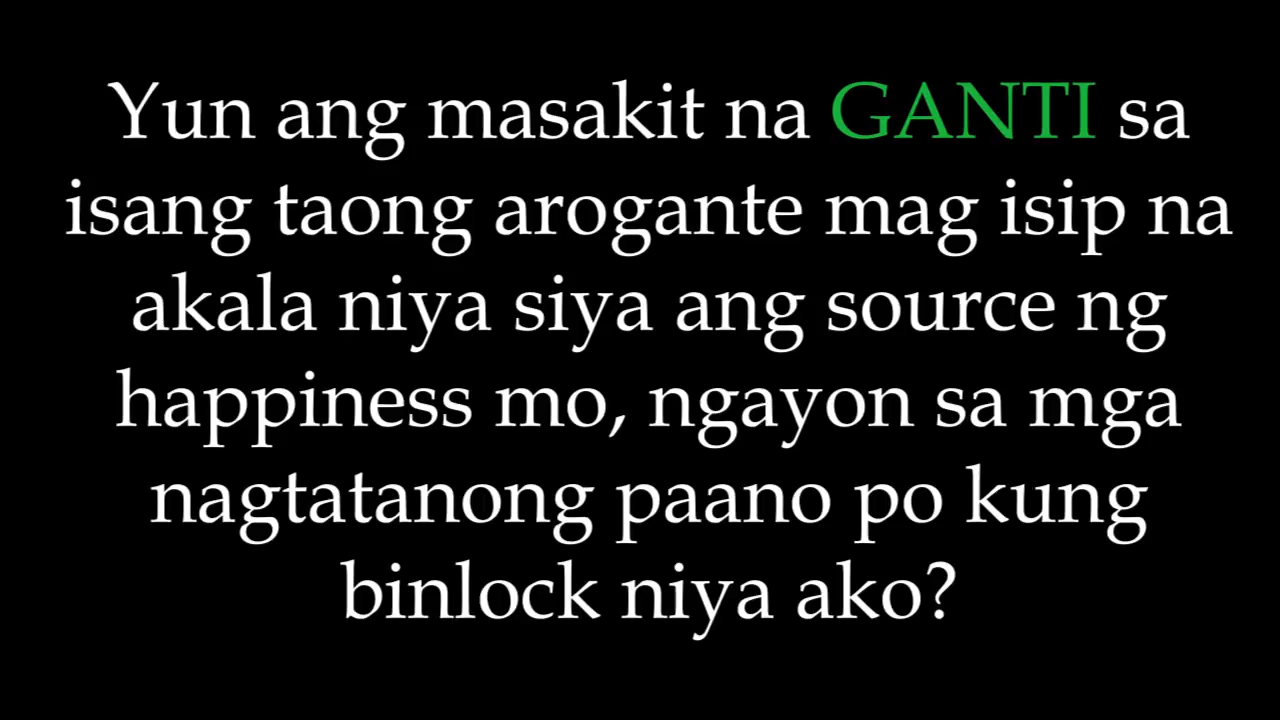 Yun ang masakit na GANTI sa
isang taong arogante mag isip na
akala niya siya ang source ng
happiness mo, ngayon sa mga
nagtatanong paano po kung
binlock niya ako?